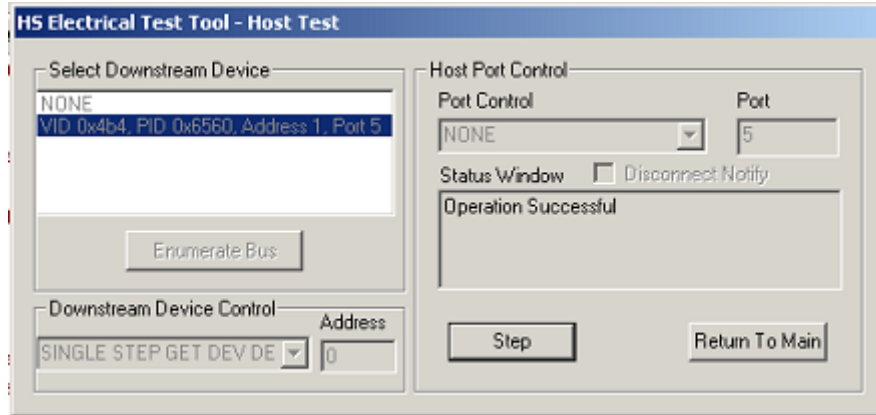 HS Electrical Test Tool - Host Test
Select Downstream Device
NONE
VID 0x4b4, PID 0x6560, Address 1, Port 5
Enumerate Bus
Downstream Device Control
Address
SINGLE STEP GET DEV DE
0
Host Port Control
Port Control
Port
NONE
5
Status Window
Disconnect Notify
Operation Successful
Step
Return To Main